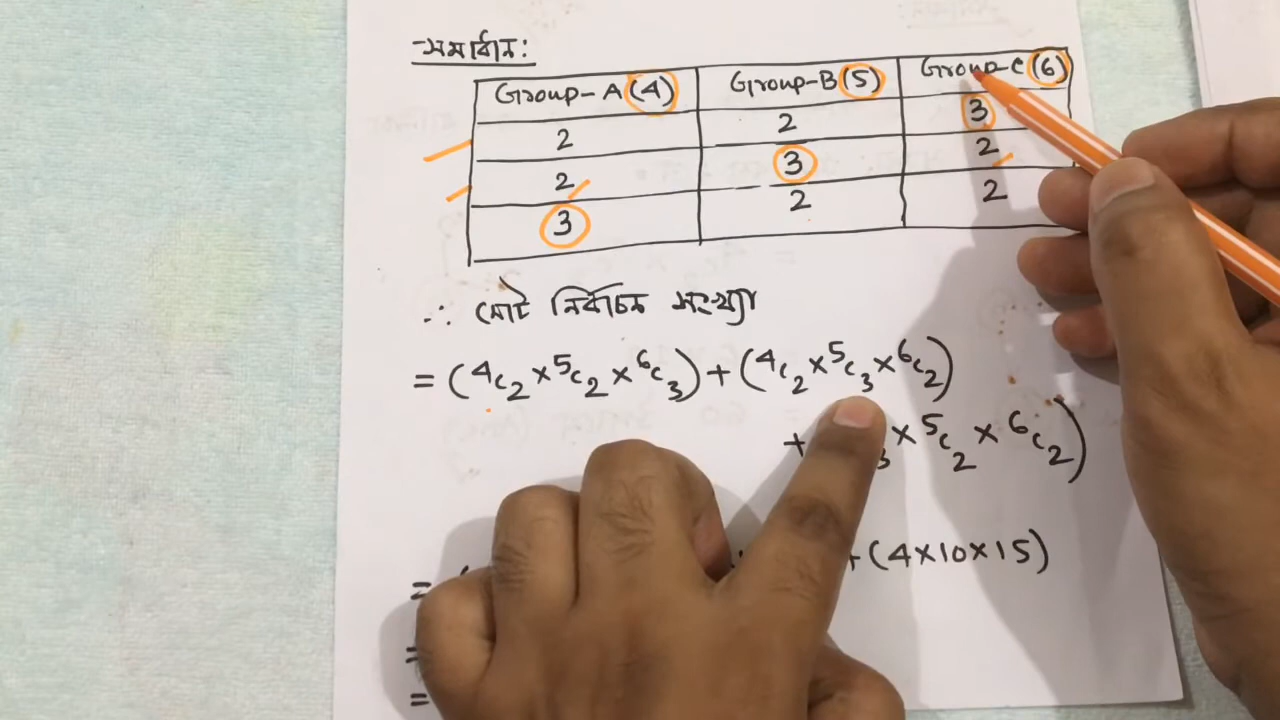 সমাধান:
Group-A (4) Group-B (5) Group-C (6)
2 2 3
2 3 2
3 2 2
∴ মোট নির্বাচন সংখ্যা
= (⁴C₂ × ⁵C₂ × ⁶C₃) + (⁴C₂ × ⁵C₃ × ⁶C₂)
+ ₃ × ⁵C₂ × ⁶C₂)
= + (4×10×15)
=
=